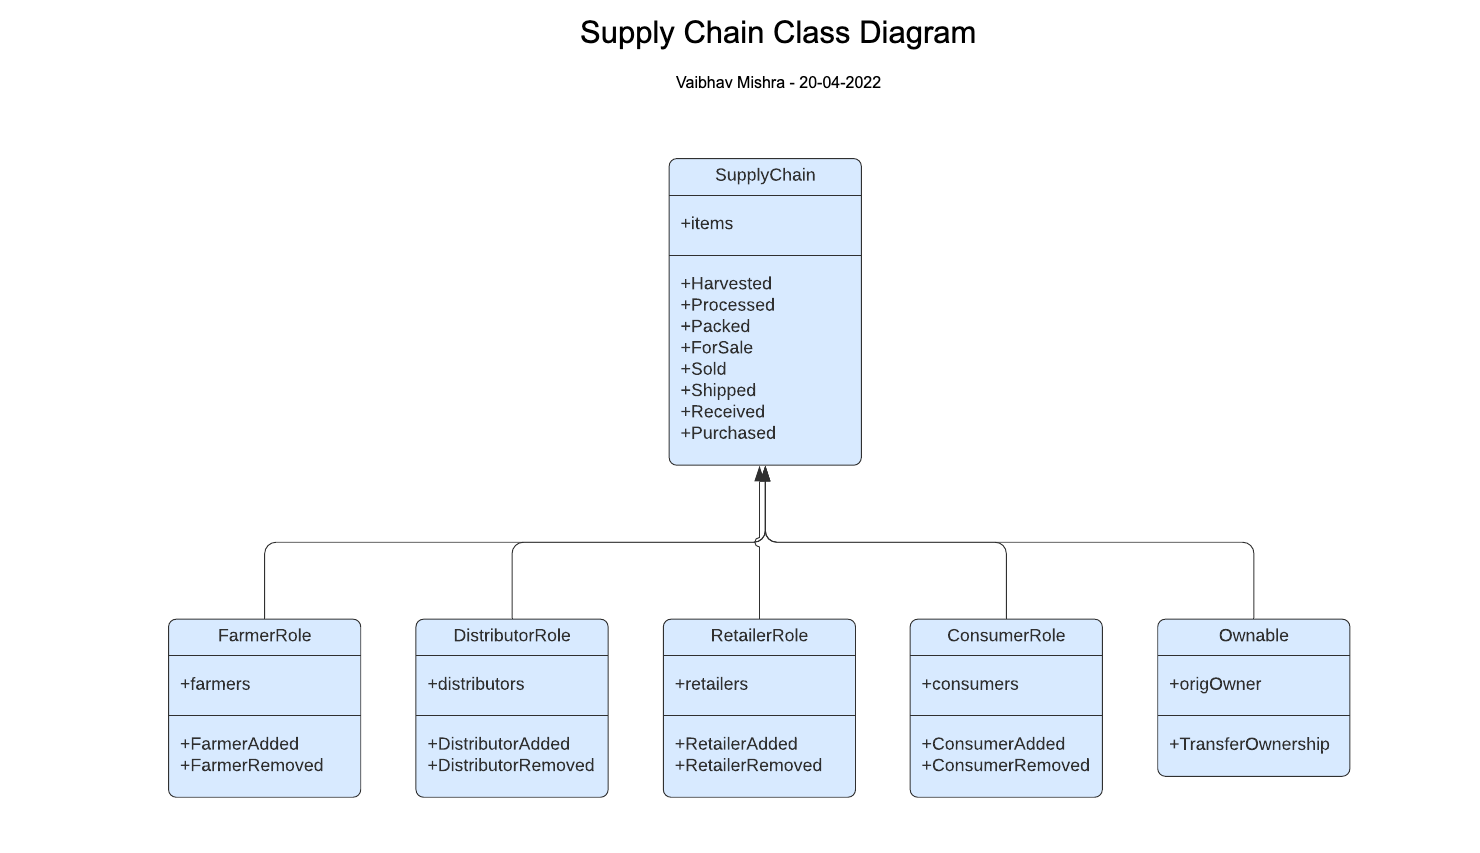 Supply Chain Class Diagram
Vaibhav Mishra - 20-04-2022
SupplyChain
+items
+Harvested
+Processed
+Packed
+ForSale
+Sold
+Shipped
+Received
+Purchased
FarmerRole
+farmers
+FarmerAdded
+FarmerRemoved
DistributorRole
+distributors
+DistributorAdded
+DistributorRemoved
RetailerRole
+retailers
+RetailerAdded
+RetailerRemoved
ConsumerRole
+consumers
+ConsumerAdded
+ConsumerRemoved
Ownable
+origOwner
+TransferOwnership